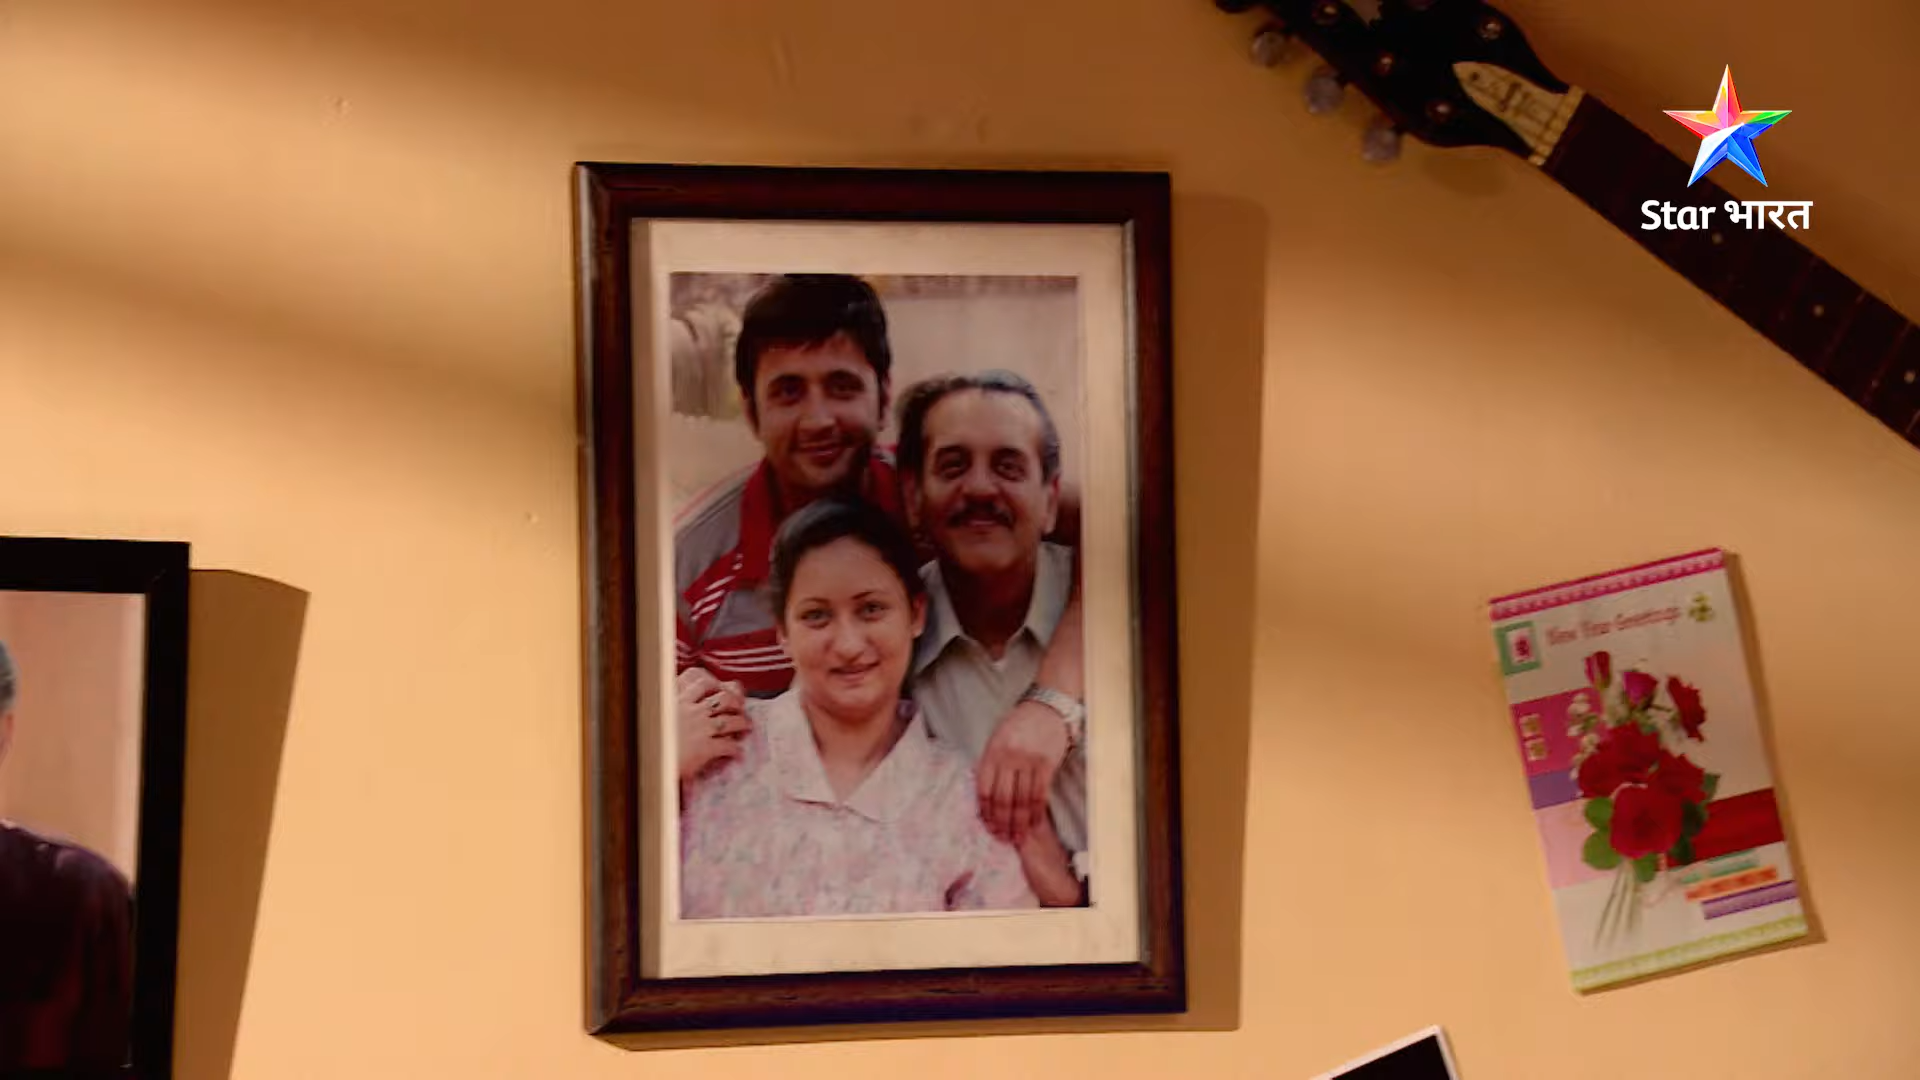 Star भारत
New Year Greetings